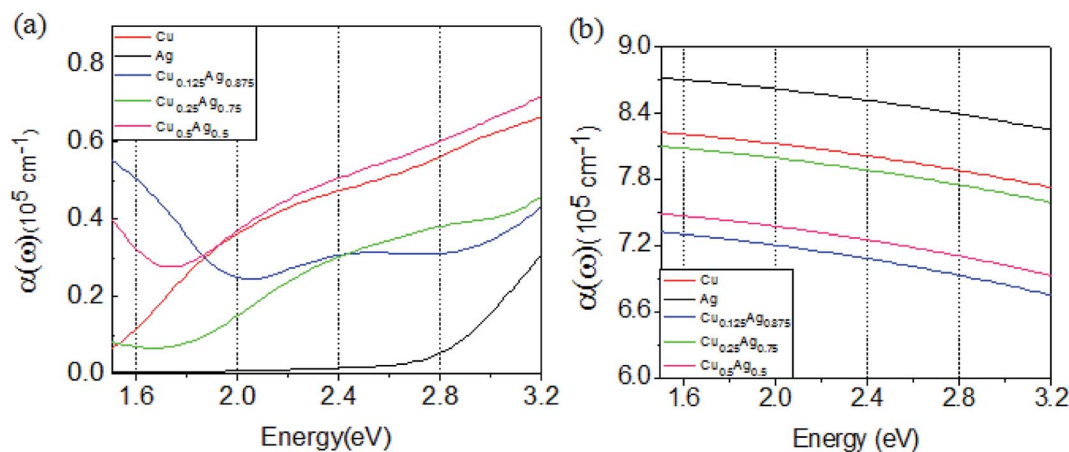 (a)
Cu
Ag
Cu0.125Ag0.875
Cu0.25Ag0.75
Cu0.5Ag0.5
0.8
0.6
0.4
0.2
0.0
α(ω)(10⁵ cm⁻¹)
1.6 2.0 2.4 2.8 3.2
Energy(eV)
(b)
9.0
8.4
7.8
7.2
6.6
6.0
α(ω)(10⁵ cm⁻¹)
Cu
Ag
Cu0.125Ag0.875
Cu0.25Ag0.75
Cu0.5Ag0.5
1.6 2.0 2.4 2.8 3.2
Energy (eV)